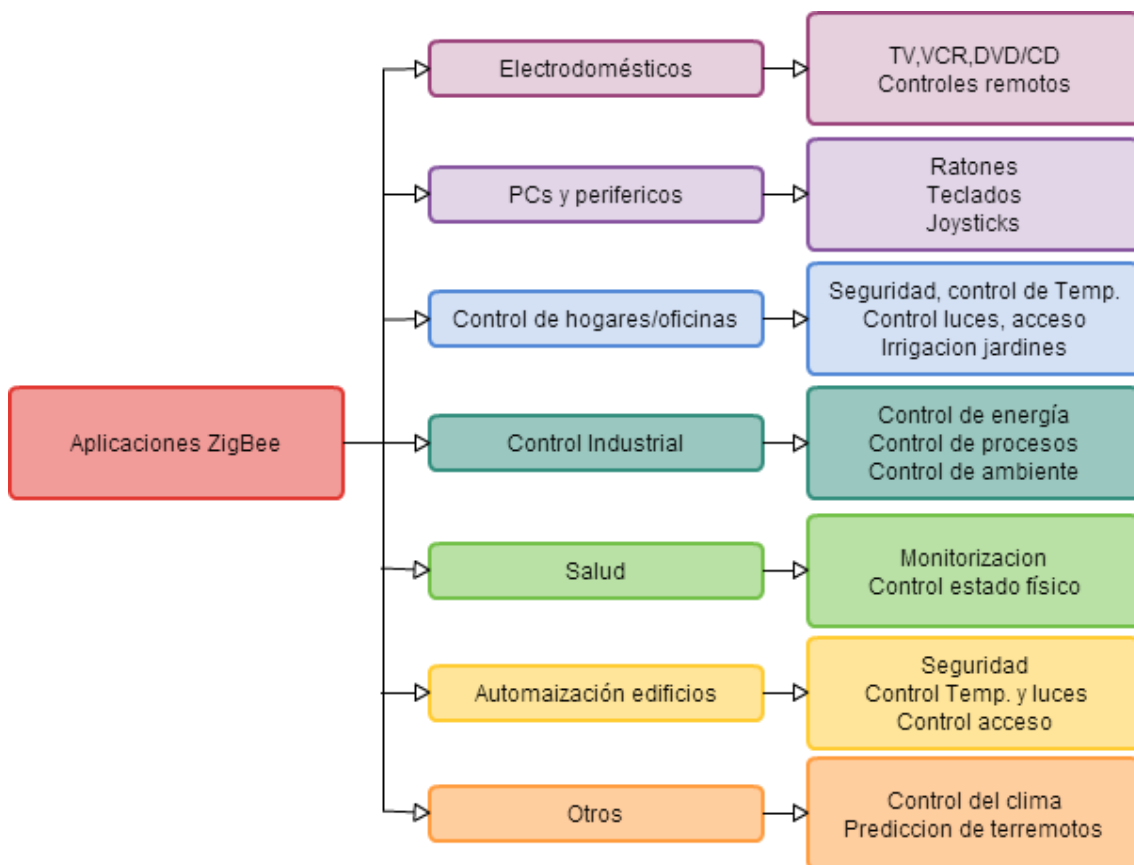 Electrodomésticos
TV,VCR,DVD/CD
Controles remotos
PCs y perifericos
Ratones
Teclados
Joysticks
Control de hogares/oficinas
Seguridad, control de Temp.
Control luces, acceso
Irrigacion jardines
Aplicaciones ZigBee
Control Industrial
Control de energía
Control de procesos
Control de ambiente
Salud
Monitorizacion
Control estado físico
Automaización edificios
Seguridad
Control Temp. y luces
Control acceso
Otros
Control del clima
Prediccion de terremotos